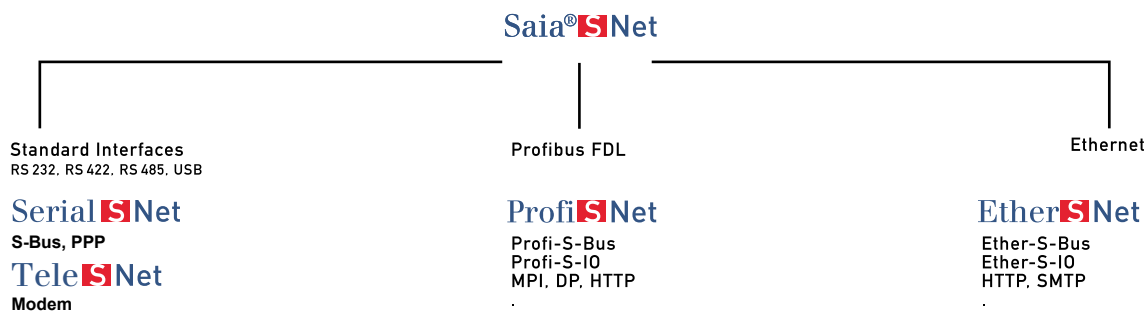 Saia® S Net
Standard Interfaces
RS 232, RS 422, RS 485, USB
Serial S Net
S-Bus, PPP
Tele S Net
Modem
Profibus FDL
Profi S Net
Profi-S-Bus
Profi-S-IO
MPI, DP, HTTP
.
Ethernet
Ether S Net
Ether-S-Bus
Ether-S-IO
HTTP, SMTP
.